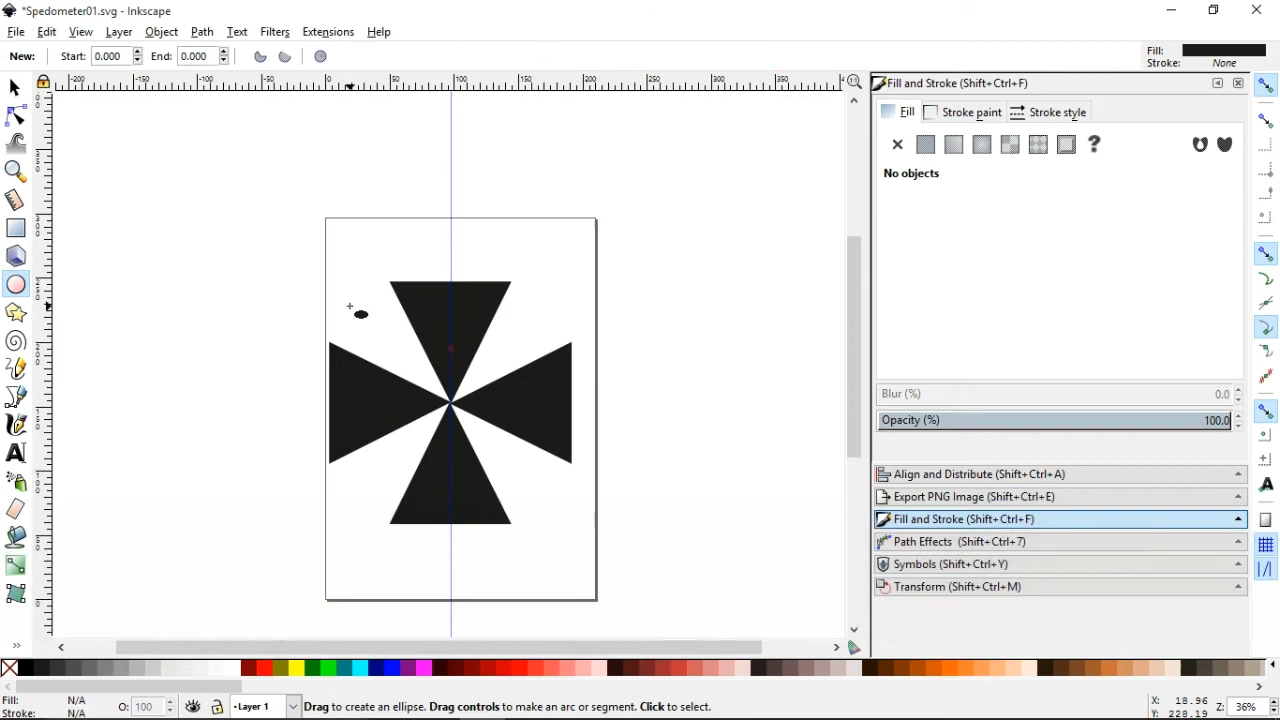 *Spedometer01.svg - Inkscape
File Edit View Layer Object Path Text Filters Extensions Help
New: Start: 0.000 End: 0.000
Fill:
Stroke: None
-200 -150 -100 -50 0 50 100 150 200 250 300 350
Fill and Stroke (Shift+Ctrl+F)
Fill Stroke paint Stroke style
No objects
Blur (%) 0.0
Opacity (%) 100.0
Align and Distribute (Shift+Ctrl+A)
Export PNG Image (Shift+Ctrl+E)
Fill and Stroke (Shift+Ctrl+F)
Path Effects (Shift+Ctrl+7)
Symbols (Shift+Ctrl+Y)
Transform (Shift+Ctrl+M)
Fill: N/A
Stroke: N/A
O: 100
-Layer 1
Drag to create an ellipse. Drag controls to make an arc or segment. Click to select.
X: 18.96
Y: 228.19
Z: 36%